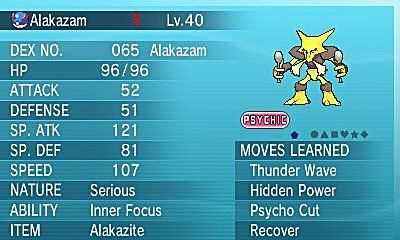 Alakazam ♀ Lv.40
DEX NO. 065 Alakazam
HP 96/96
ATTACK 52
DEFENSE 51
SP. ATK 121
SP. DEF 81
SPEED 107
NATURE Serious
ABILITY Inner Focus
ITEM Alakazite
PSYCHIC
MOVES LEARNED
Thunder Wave
Hidden Power
Psycho Cut
Recover